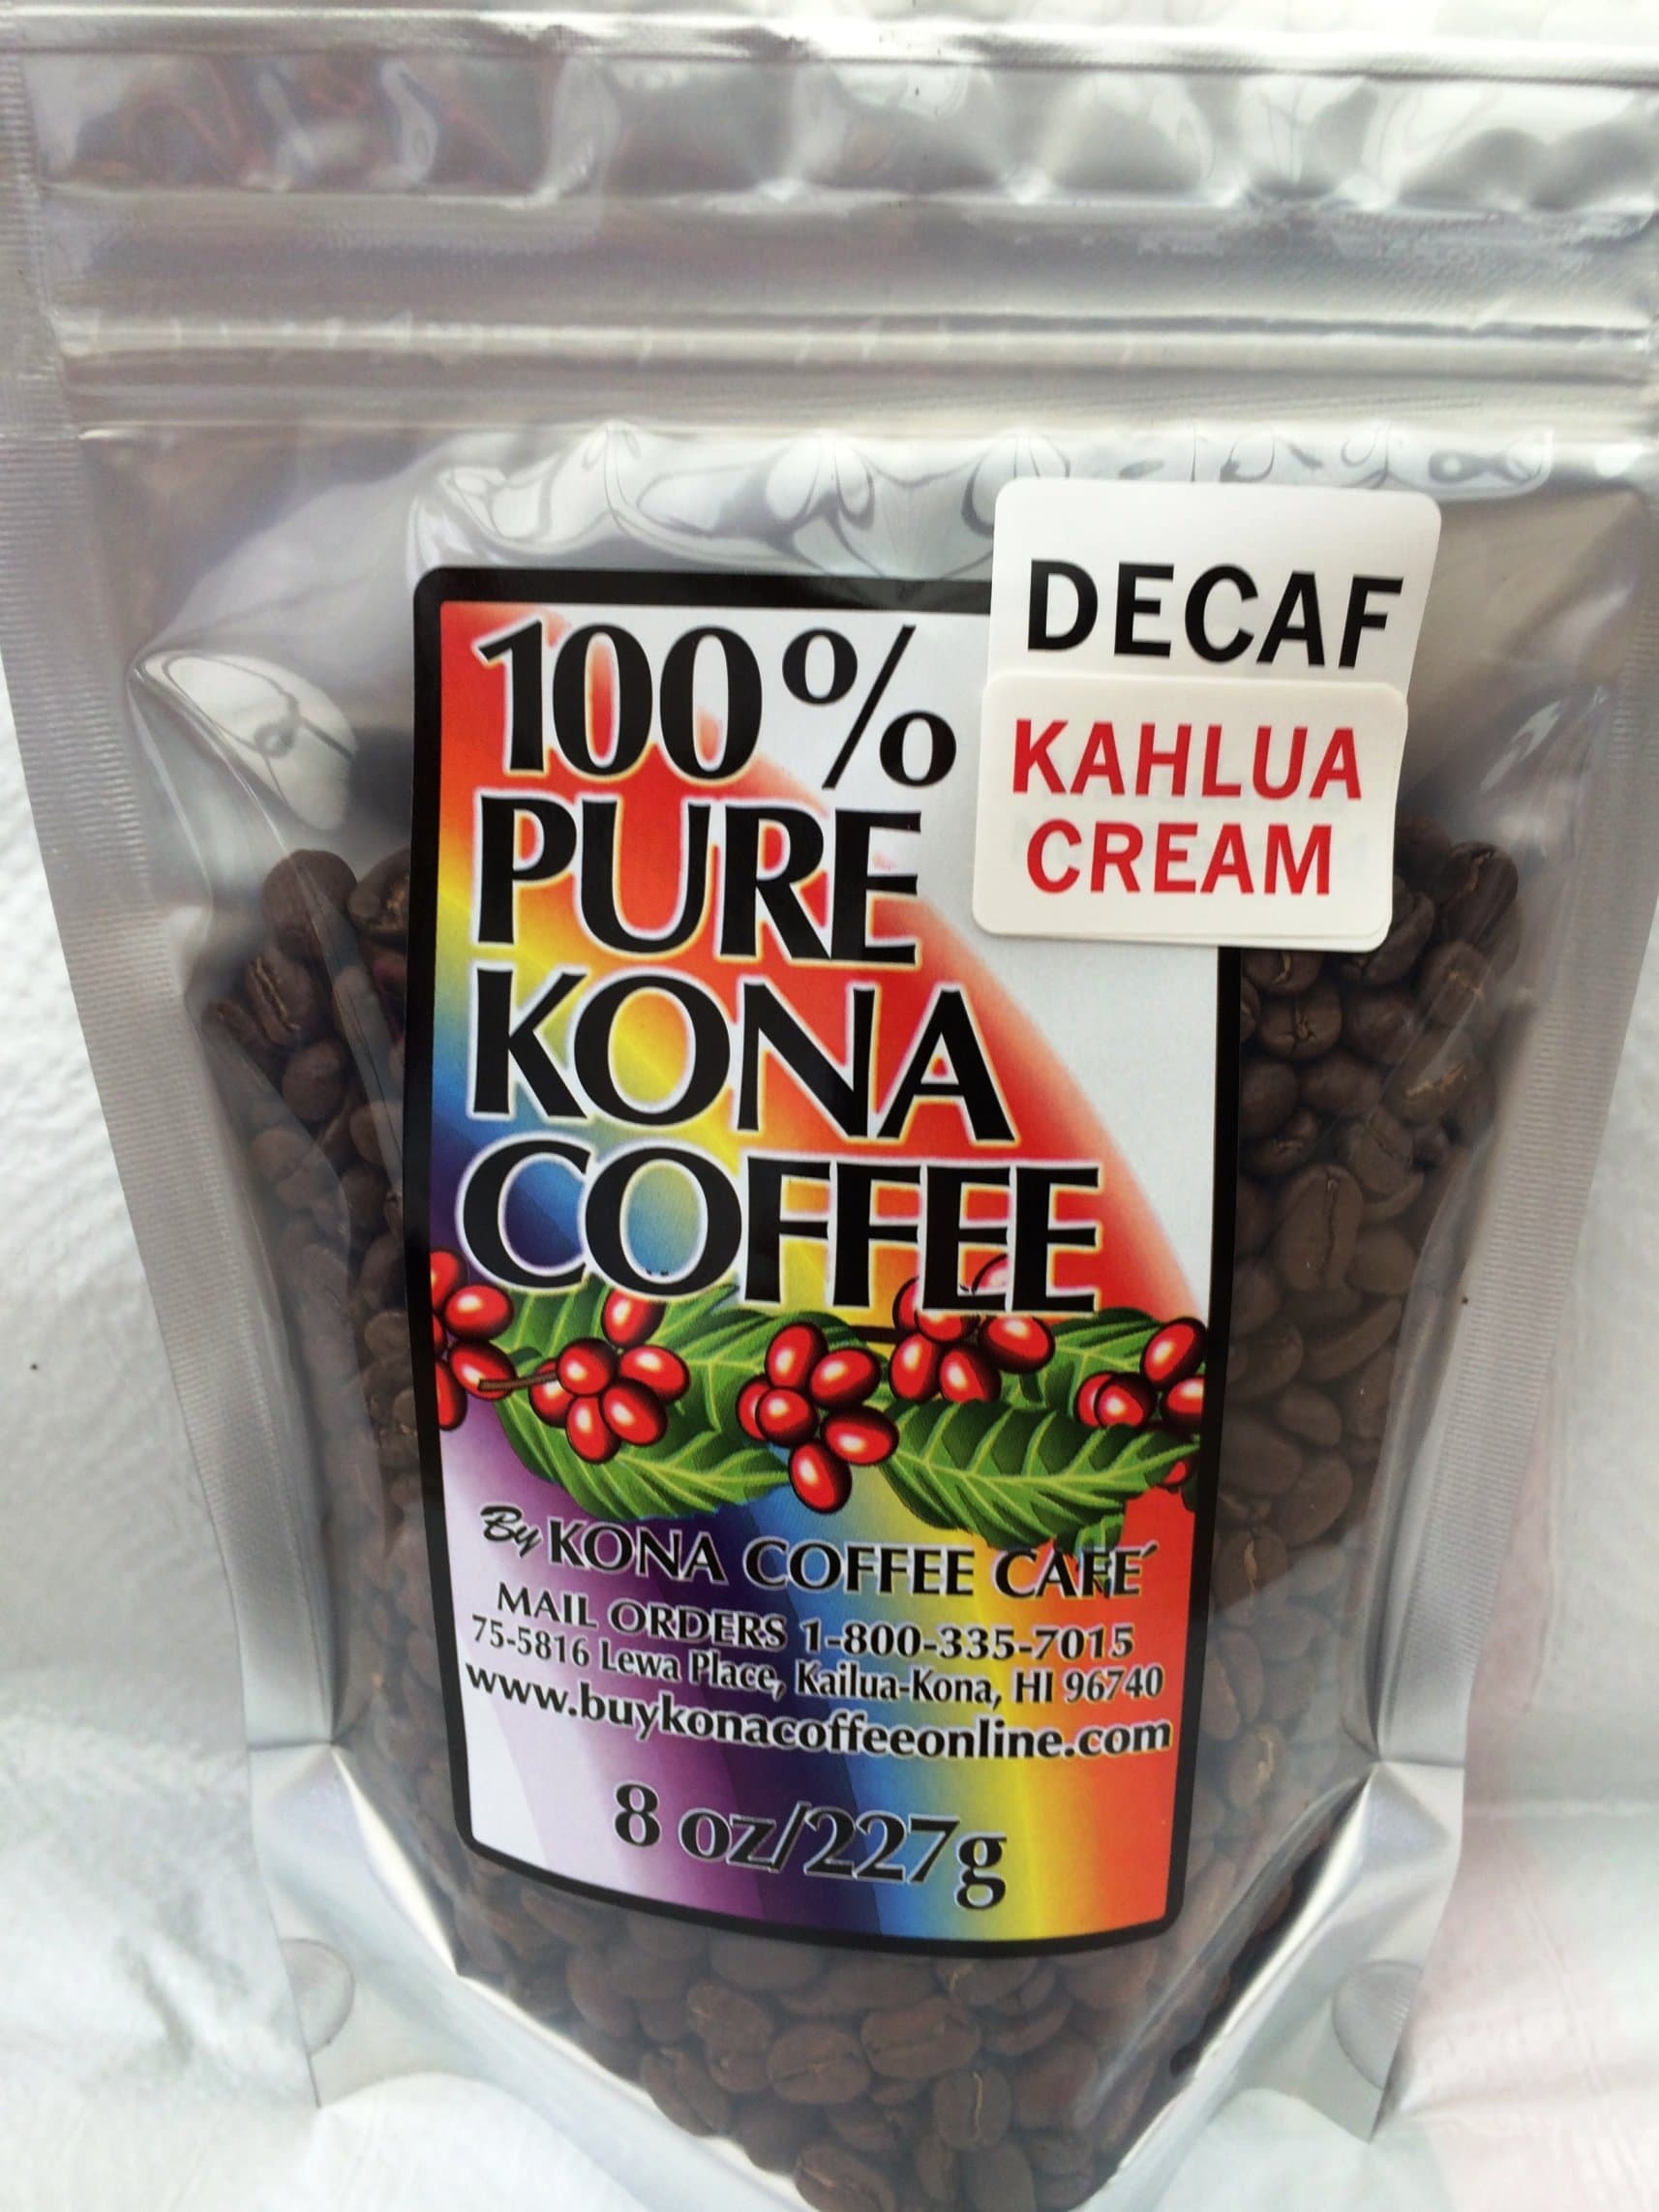 DECAF
KAHLUA
CREAM
100%
PURE
KONA
COFFEE
By KONA COFFEE CAFÉ
MAIL ORDERS 1-800-335-7015
75-5816 Lewa Place, Kailua-Kona, HI 96740
www.buykonacoffeeonline.com
8 oz/227g